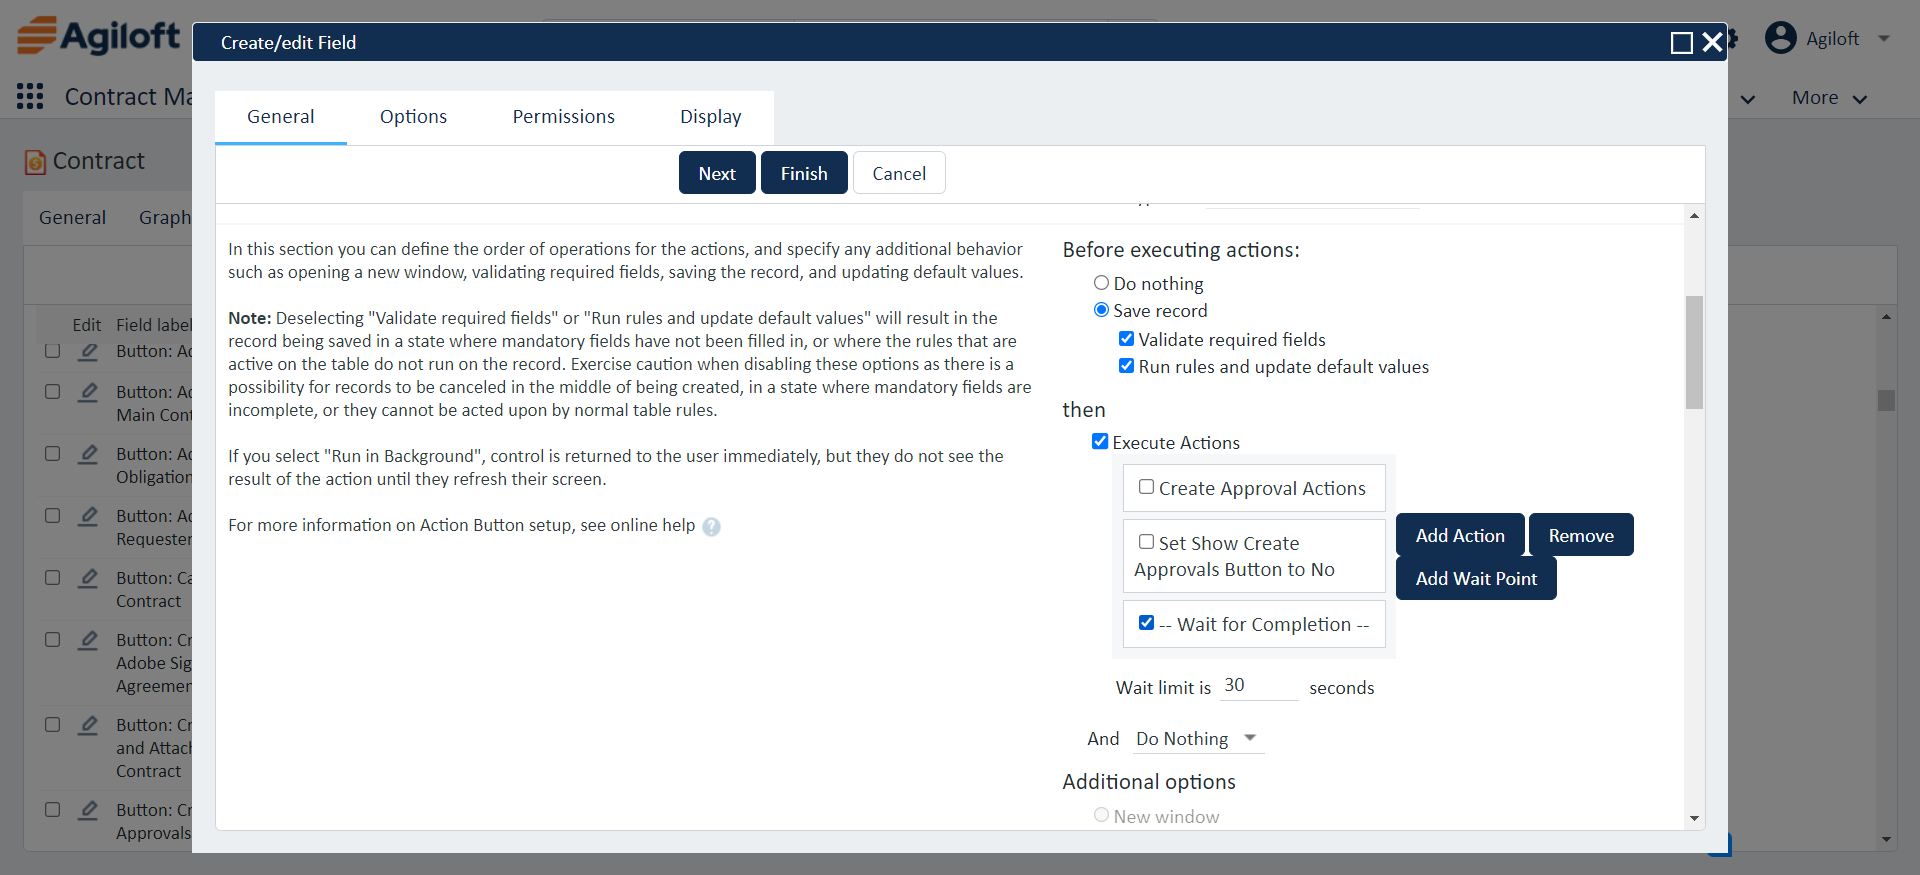 Agiloft
Create/edit Field
Agiloft
Contract Ma
More
General Options Permissions Display
Contract
Next Finish Cancel
General Graph
In this section you can define the order of operations for the actions, and specify any additional behavior
such as opening a new window, validating required fields, saving the record, and updating default values.
Note: Deselecting "Validate required fields" or "Run rules and update default values" will result in the
record being saved in a state where mandatory fields have not been filled in, or where the rules that are
active on the table do not run on the record. Exercise caution when disabling these options as there is a
possibility for records to be canceled in the middle of being created, in a state where mandatory fields are
incomplete, or they cannot be acted upon by normal table rules.
If you select "Run in Background", control is returned to the user immediately, but they do not see the
result of the action until they refresh their screen.
For more information on Action Button setup, see online help ?
Before executing actions:
Do nothing
Save record
Validate required fields
Run rules and update default values
then
Execute Actions
Create Approval Actions
Set Show Create
Approvals Button to No
-- Wait for Completion --
Add Action Remove
Add Wait Point
Wait limit is 30 seconds
And Do Nothing
Additional options
New window
Edit Field label
Button: Ac
Button: Ac
Main Cont
Button: Ac
Obligation
Button: Ac
Requester
Button: Ca
Contract
Button: Cr
Adobe Sig
Agreemen
Button: Cr
and Attach
Contract
Button: Cr
Approvals